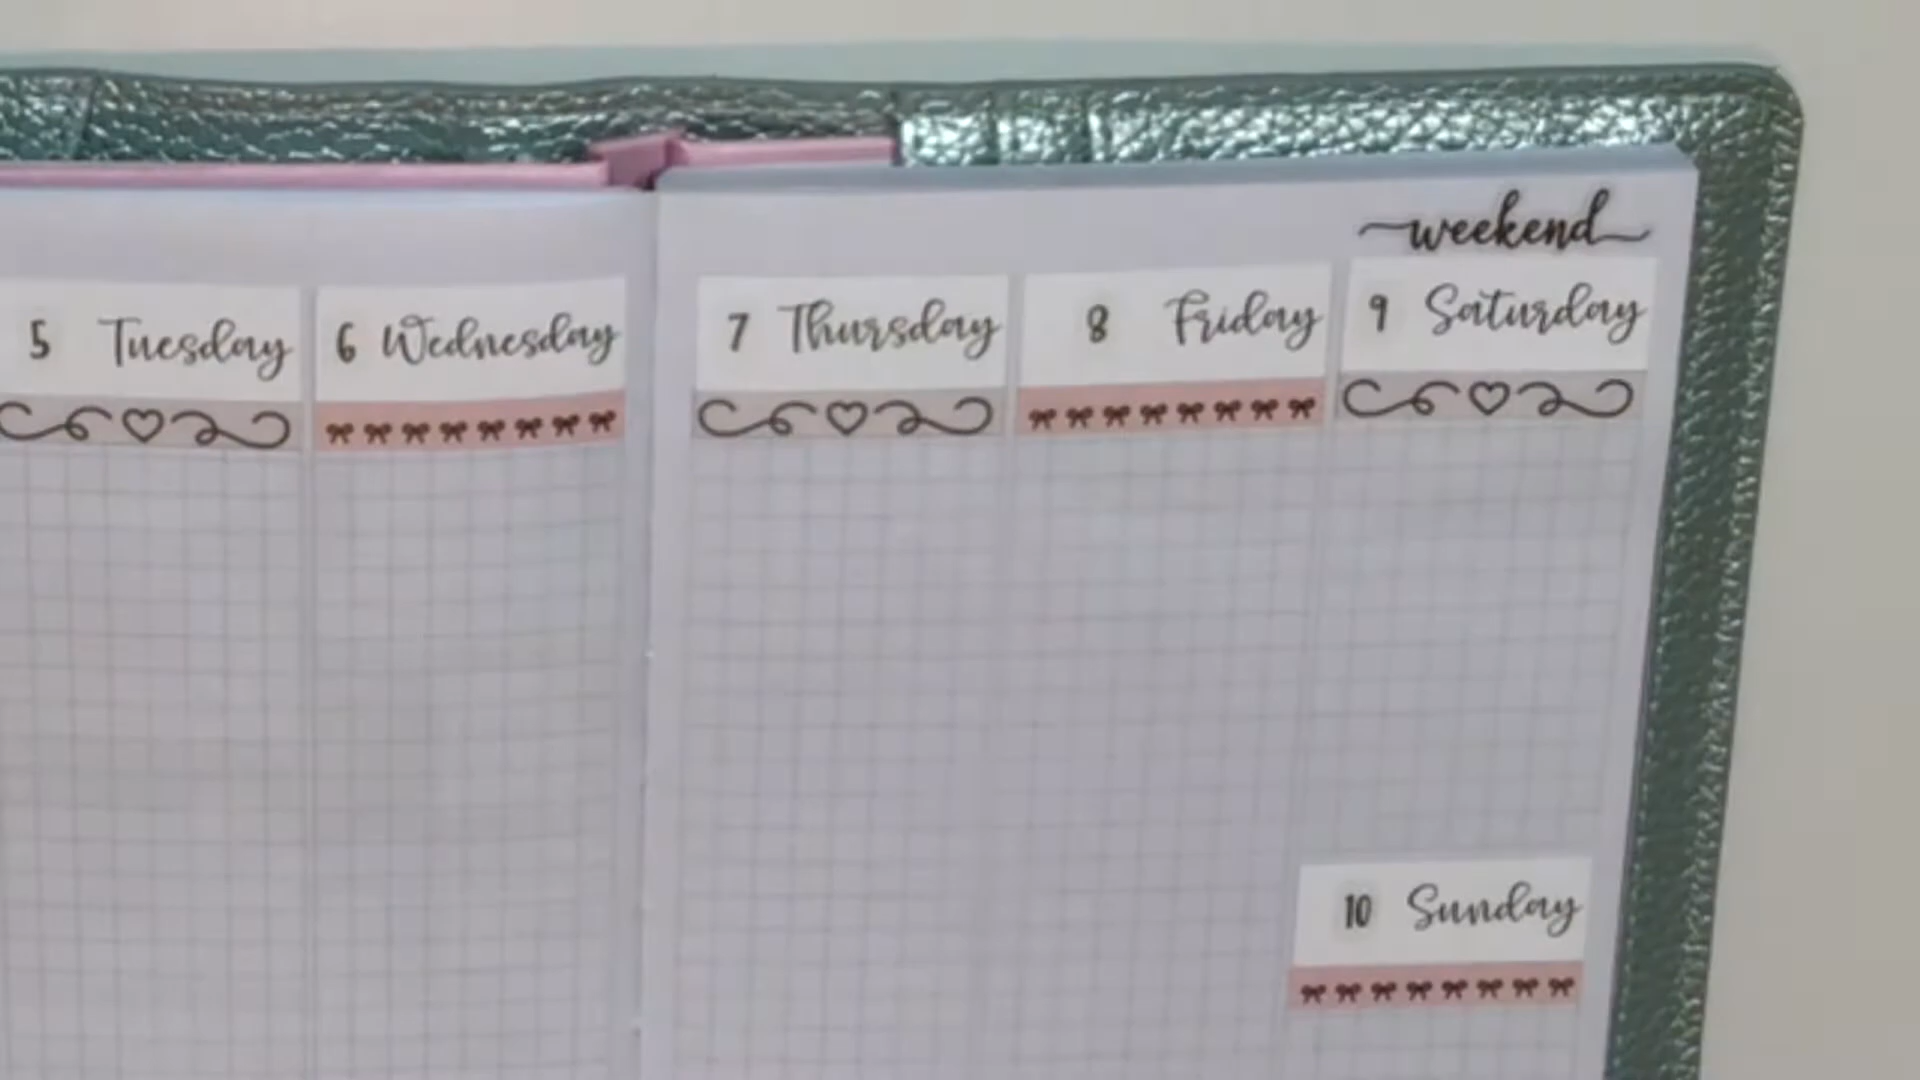 weekend
5 Tuesday
6 Wednesday
7 Thursday
8 Friday
9 Saturday
10 Sunday